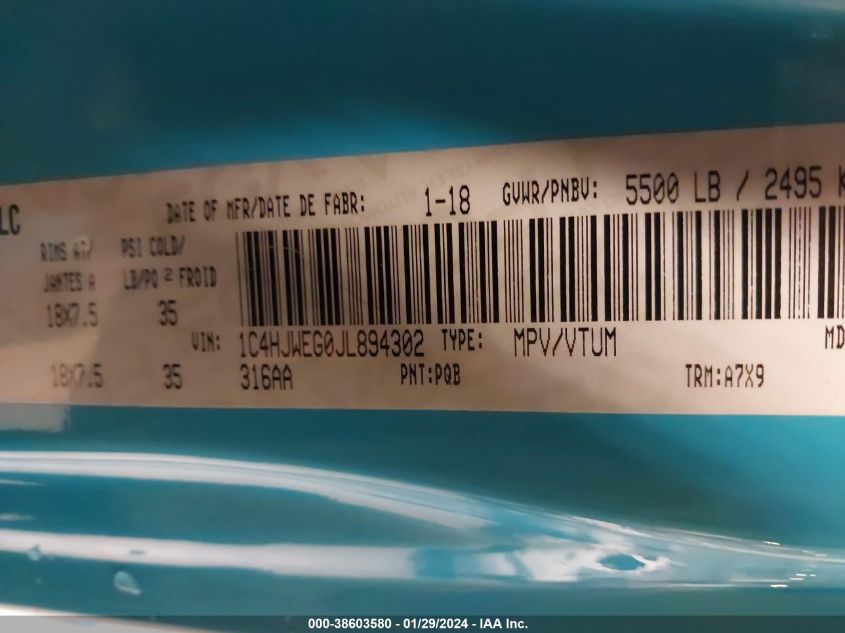 LC
DATE OF MFR/DATE DE FABR: 1-18 GVWR/PNBV: 5500 LB / 2495 K
RIMS AT/ PSI COLD/
JANTES A LB/PO 2 FROID
18X7.5 35
VIN: 1C4HJWEG0JL894302 TYPE: MPV/VTUM MD
18X7.5 35 316AA PNT:PQB TRM:A7X9
000-38603580 - 01/29/2024 - IAA Inc.